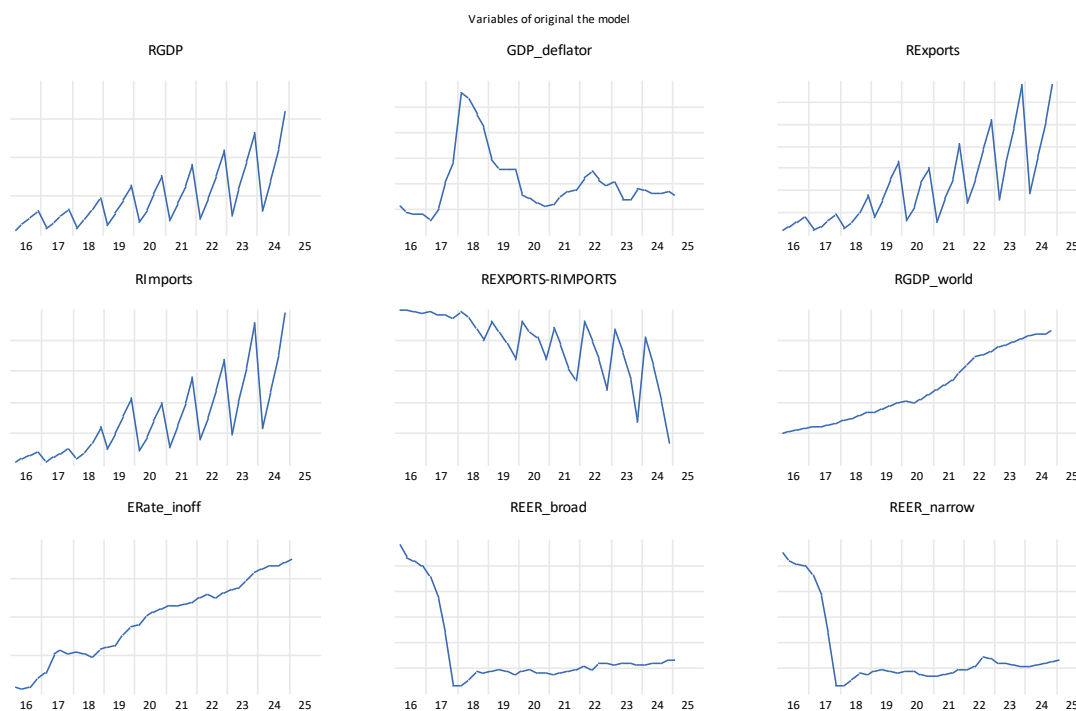 Variables of original the model
RGDP
GDP_deflator
RExports
16 17 18 19 20 21 22 23 24 25
16 17 18 19 20 21 22 23 24 25
16 17 18 19 20 21 22 23 24 25
RImports
REXPORTS-RIMPORTS
RGDP_world
16 17 18 19 20 21 22 23 24 25
16 17 18 19 20 21 22 23 24 25
16 17 18 19 20 21 22 23 24 25
ERate_inoff
REER_broad
REER_narrow
16 17 18 19 20 21 22 23 24 25
16 17 18 19 20 21 22 23 24 25
16 17 18 19 20 21 22 23 24 25